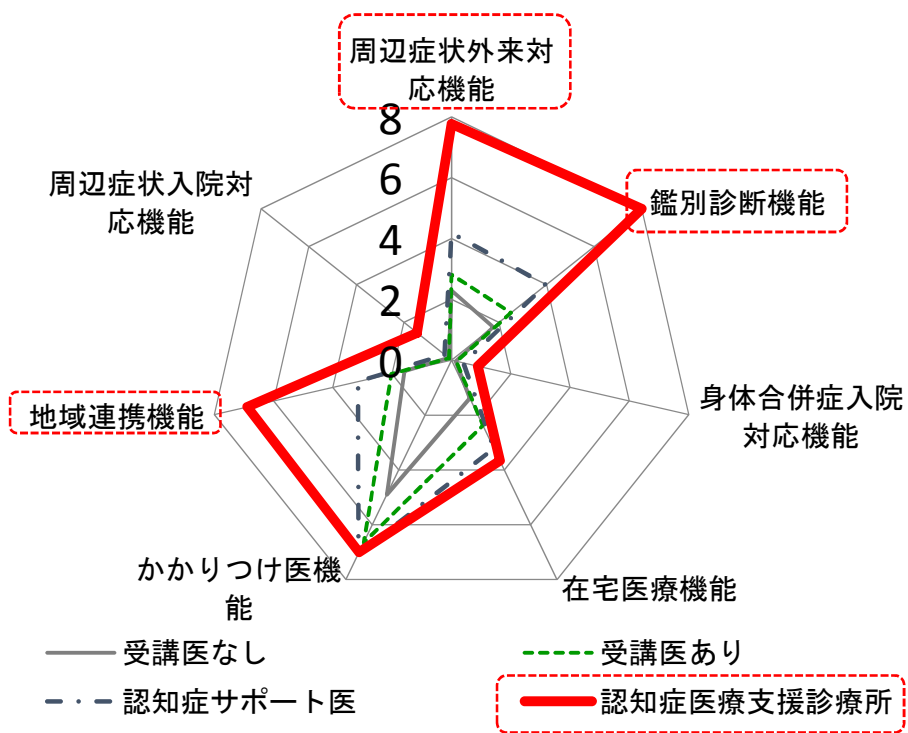 周辺症状外来対
応機能
8
6
4
2
0
鑑別診断機能
周辺症状入院対
応機能
身体合併症入院
対応機能
地域連携機能
かかりつけ医機
能
在宅医療機能
受講医なし
受講医あり
認知症サポート医
認知症医療支援診療所